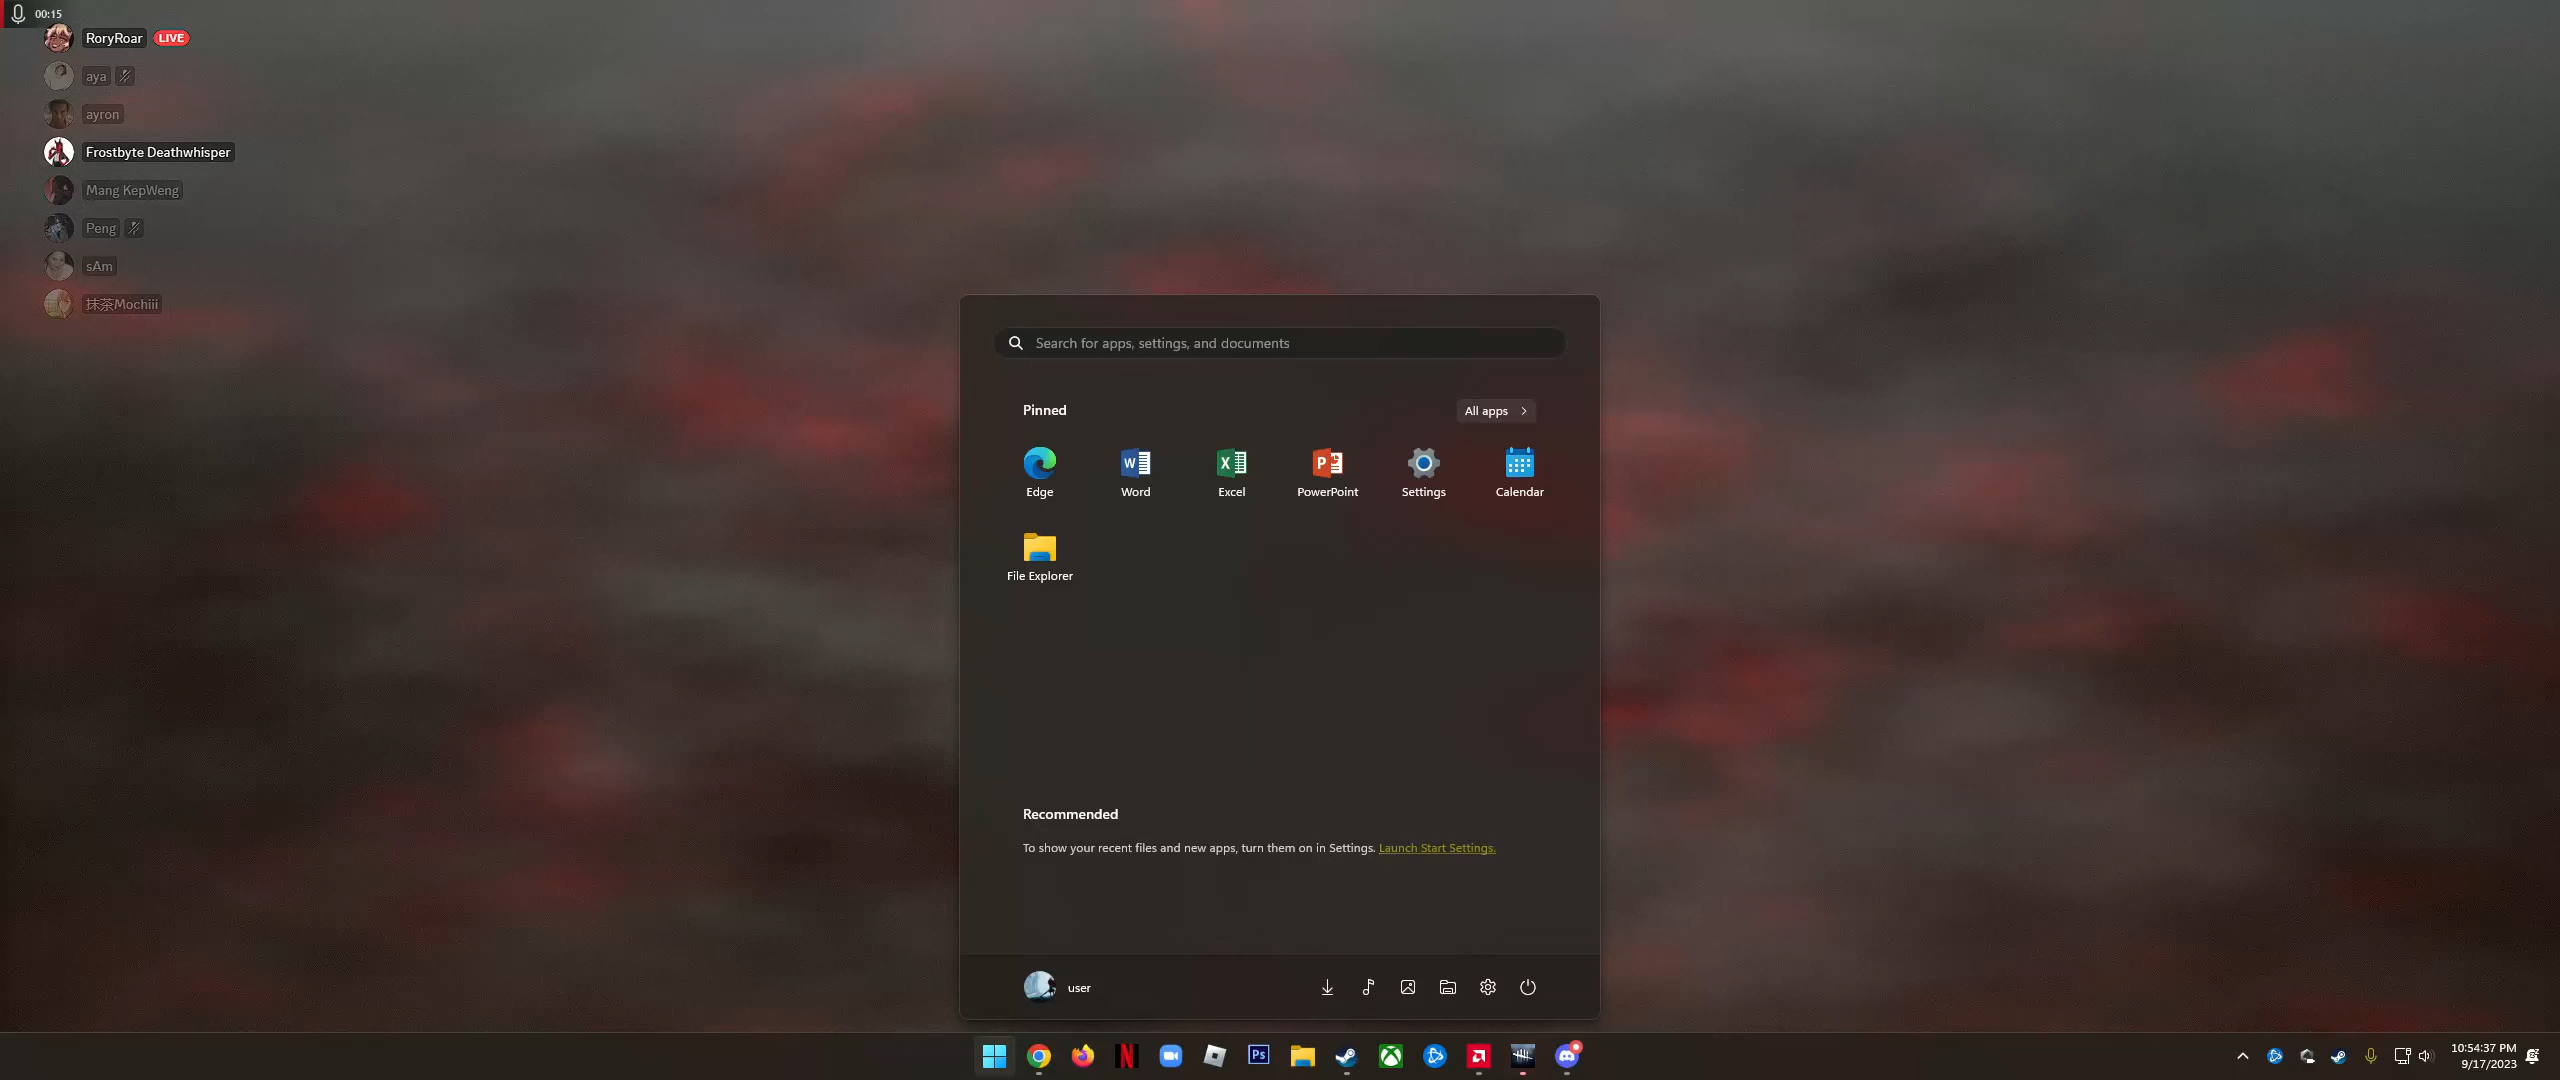 00:15
RoryRoar LIVE
aya
ayron
Frostbyte Deathwhisper
Mang KepWeng
Peng
sAm
抹茶Mochiii
Search for apps, settings, and documents
Pinned
All apps
Edge
Word
Excel
PowerPoint
Settings
Calendar
File Explorer
Recommended
To show your recent files and new apps, turn them on in Settings. Launch Start Settings.
user
Ps
10:54:37 PM
9/17/2023